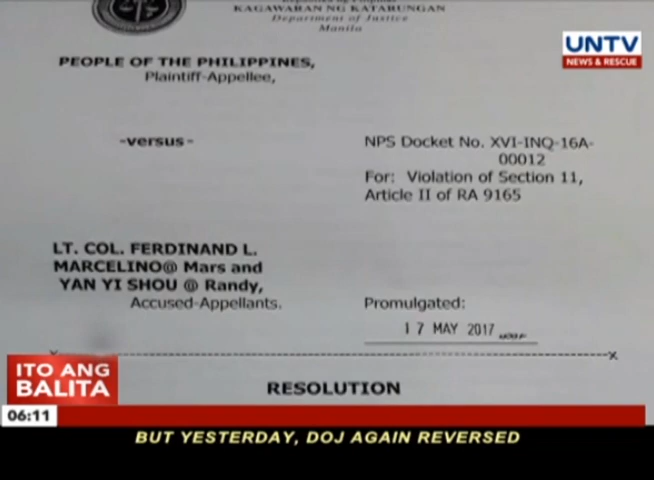 KAGAWARAN NG KATARUNGAN
Department of Justice
Manila
UNTV
NEWS & RESCUE
PEOPLE OF THE PHILIPPINES,
Plaintiff-Appellee,
-versus-
NPS Docket No. XVI-INQ-16A-
00012
For: Violation of Section 11,
Article II of RA 9165
LT. COL. FERDINAND L.
MARCELINO@ Mars and
YAN YI SHOU @ Randy,
Accused-Appellants.
Promulgated:
17 MAY 2017
x-----------------------------------------------------------x
RESOLUTION
ITO ANG
BALITA
06:11
BUT YESTERDAY, DOJ AGAIN REVERSED